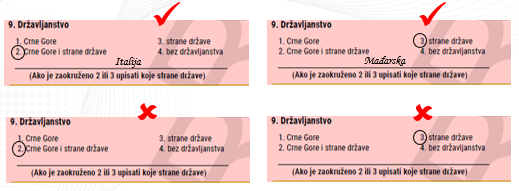 9. Državljanstvo
1. Crne Gore 3. strane države
2. Crne Gore i strane države 4. bez državljanstva
Italija
(Ako je zaokruženo 2 ili 3 upisati koje strane države)
9. Državljanstvo
1. Crne Gore 3. strane države
2. Crne Gore i strane države 4. bez državljanstva
Mađarska
(Ako je zaokruženo 2 ili 3 upisati koje strane države)
9. Državljanstvo
1. Crne Gore 3. strane države
2. Crne Gore i strane države 4. bez državljanstva
(Ako je zaokruženo 2 ili 3 upisati koje strane države)
9. Državljanstvo
1. Crne Gore 3. strane države
2. Crne Gore i strane države 4. bez državljanstva
(Ako je zaokruženo 2 ili 3 upisati koje strane države)